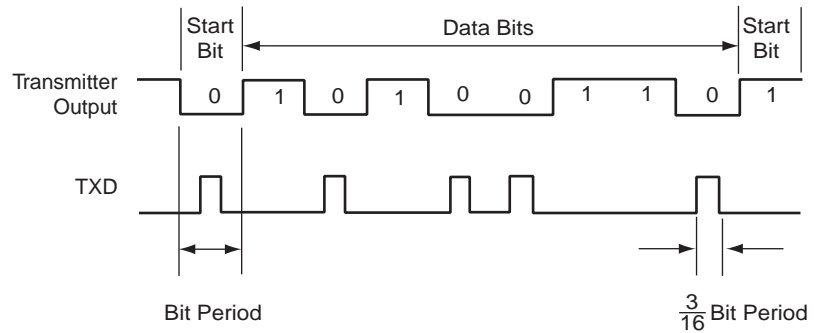 Start Bit
Data Bits
Start Bit
Transmitter Output
0 1 0 1 0 0 1 1 0 1
TXD
Bit Period
3/16 Bit Period